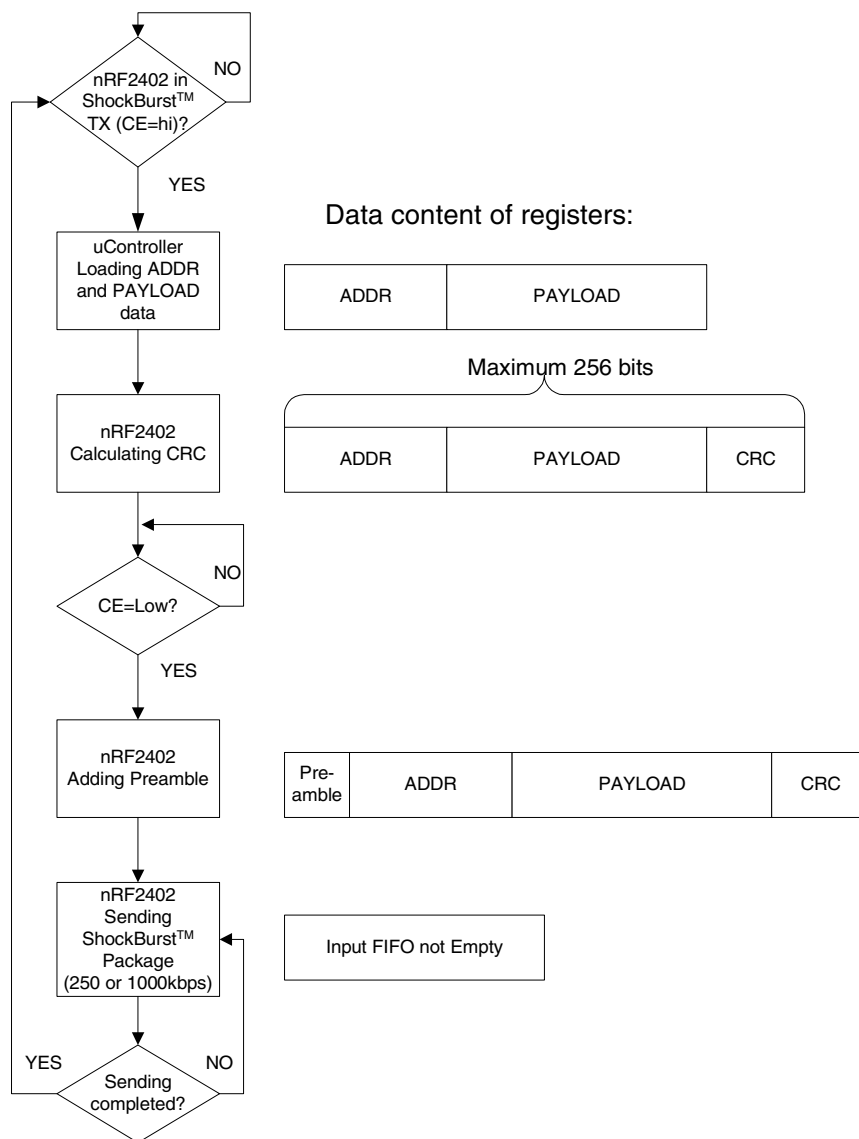 NO
nRF2402 in
ShockBurst™
TX (CE=hi)?
YES
Data content of registers:
uController
Loading ADDR
and PAYLOAD
data
ADDR PAYLOAD
Maximum 256 bits
nRF2402
Calculating CRC
ADDR PAYLOAD CRC
NO
CE=Low?
YES
nRF2402
Adding Preamble
Pre-
amble
ADDR PAYLOAD CRC
nRF2402
Sending
ShockBurst™
Package
(250 or 1000kbps)
Input FIFO not Empty
YES NO
Sending
completed?